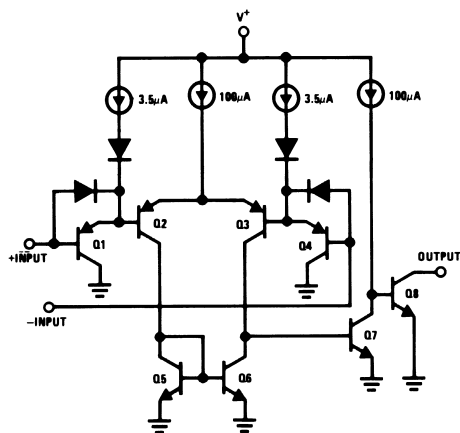 V+
3.5µA
100µA
3.5µA
100µA
Q1
Q2
Q3
Q4
+INPUT
-INPUT
OUTPUT
Q8
Q7
Q5
Q6